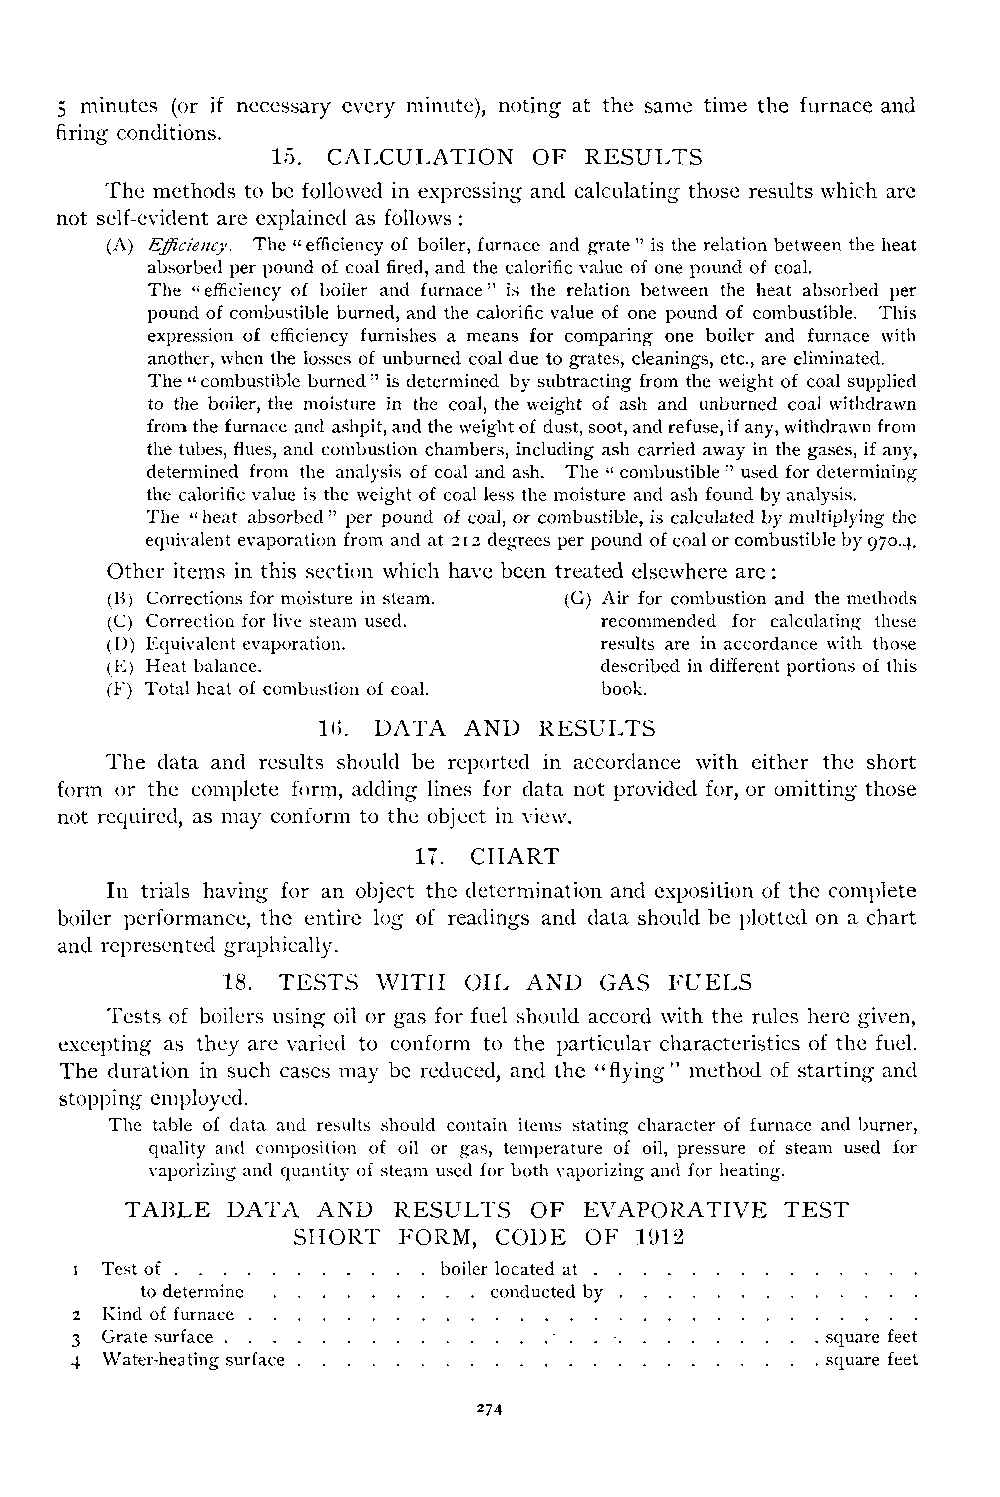 5 minutes (or if necessary every minute), noting at the same time the furnace and
firing conditions.
15. CALCULATION OF RESULTS
The methods to be followed in expressing and calculating those results which are
not self-evident are explained as follows:
(A) Efficiency. The "efficiency of boiler, furnace and grate" is the relation between the heat
absorbed per pound of coal fired, and the calorific value of one pound of coal.
The "efficiency of boiler and furnace" is the relation between the heat absorbed per
pound of combustible burned, and the calorific value of one pound of combustible. This
expression of efficiency furnishes a means for comparing one boiler and furnace with
another, when the losses of unburned coal due to grates, cleanings, etc., are eliminated.
The "combustible burned" is determined by subtracting from the weight of coal supplied
to the boiler, the moisture in the coal, the weight of ash and unburned coal withdrawn
from the furnace and ashpit, and the weight of dust, soot, and refuse, if any, withdrawn from
the tubes, flues, and combustion chambers, including ash carried away in the gases, if any,
determined from the analysis of coal and ash. The "combustible" used for determining
the calorific value is the weight of coal less the moisture and ash found by analysis.
The "heat absorbed" per pound of coal, or combustible, is calculated by multiplying the
equivalent evaporation from and at 212 degrees per pound of coal or combustible by 970.4.
Other items in this section which have been treated elsewhere are:
(B) Corrections for moisture in steam.
(C) Correction for live steam used.
(D) Equivalent evaporation.
(E) Heat balance.
(F) Total heat of combustion of coal.
(G) Air for combustion and the methods
recommended for calculating these
results are in accordance with those
described in different portions of this
book.
16. DATA AND RESULTS
The data and results should be reported in accordance with either the short
form or the complete form, adding lines for data not provided for, or omitting those
not required, as may conform to the object in view.
17. CHART
In trials having for an object the determination and exposition of the complete
boiler performance, the entire log of readings and data should be plotted on a chart
and represented graphically.
18. TESTS WITH OIL AND GAS FUELS
Tests of boilers using oil or gas for fuel should accord with the rules here given,
excepting as they are varied to conform to the particular characteristics of the fuel.
The duration in such cases may be reduced, and the "flying" method of starting and
stopping employed.
The table of data and results should contain items stating character of furnace and burner,
quality and composition of oil or gas, temperature of oil, pressure of steam used for
vaporizing and quantity of steam used for both vaporizing and for heating.
TABLE DATA AND RESULTS OF EVAPORATIVE TEST
SHORT FORM, CODE OF 1912
1 Test of . . . . . . . . . . . boiler located at . . . . . . . . . . . . . .
to determine . . . . . . . . . conducted by . . . . . . . . . . . . .
2 Kind of furnace . . . . . . . . . . . . . . . . . . . . . . . . . . . .
3 Grate surface . . . . . . . . . . . . . . . . . . . . . . . . . square feet
4 Water-heating surface . . . . . . . . . . . . . . . . . . . . . . square feet
274